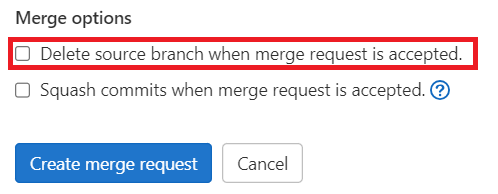 Merge options
Delete source branch when merge request is accepted.
Squash commits when merge request is accepted. ?
Create merge request Cancel